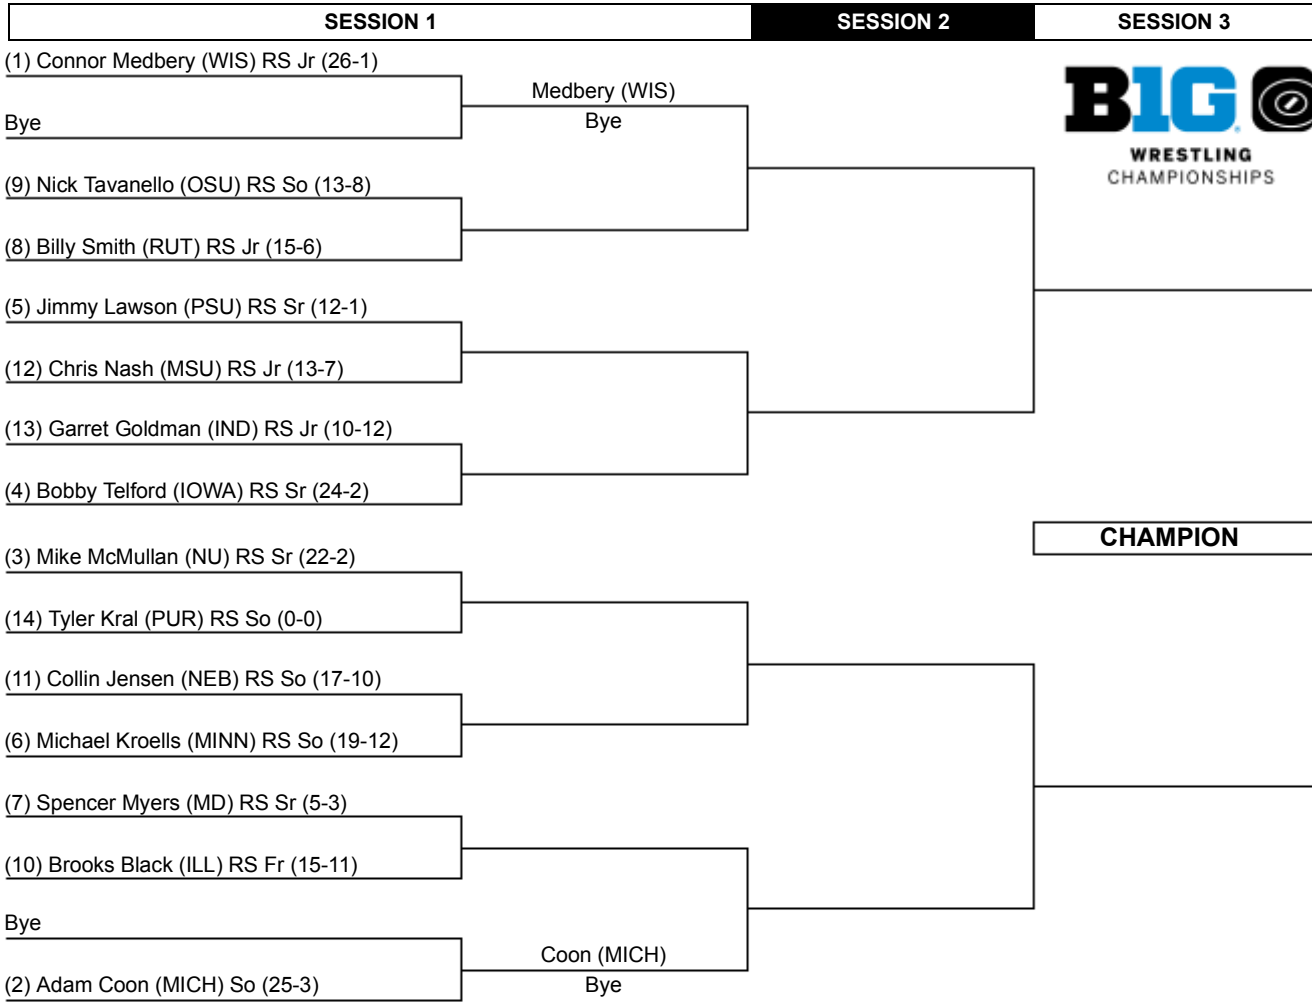 SESSION 1
SESSION 2
SESSION 3
(1) Connor Medbery (WIS) RS Jr (26-1)
Medbery (WIS)
Bye
Bye
B1G
WRESTLING
CHAMPIONSHIPS
(9) Nick Tavanello (OSU) RS So (13-8)
(8) Billy Smith (RUT) RS Jr (15-6)
(5) Jimmy Lawson (PSU) RS Sr (12-1)
(12) Chris Nash (MSU) RS Jr (13-7)
(13) Garret Goldman (IND) RS Jr (10-12)
(4) Bobby Telford (IOWA) RS Sr (24-2)
CHAMPION
(3) Mike McMullan (NU) RS Sr (22-2)
(14) Tyler Kral (PUR) RS So (0-0)
(11) Collin Jensen (NEB) RS So (17-10)
(6) Michael Kroells (MINN) RS So (19-12)
(7) Spencer Myers (MD) RS Sr (5-3)
(10) Brooks Black (ILL) RS Fr (15-11)
Bye
Coon (MICH)
Bye
(2) Adam Coon (MICH) So (25-3)